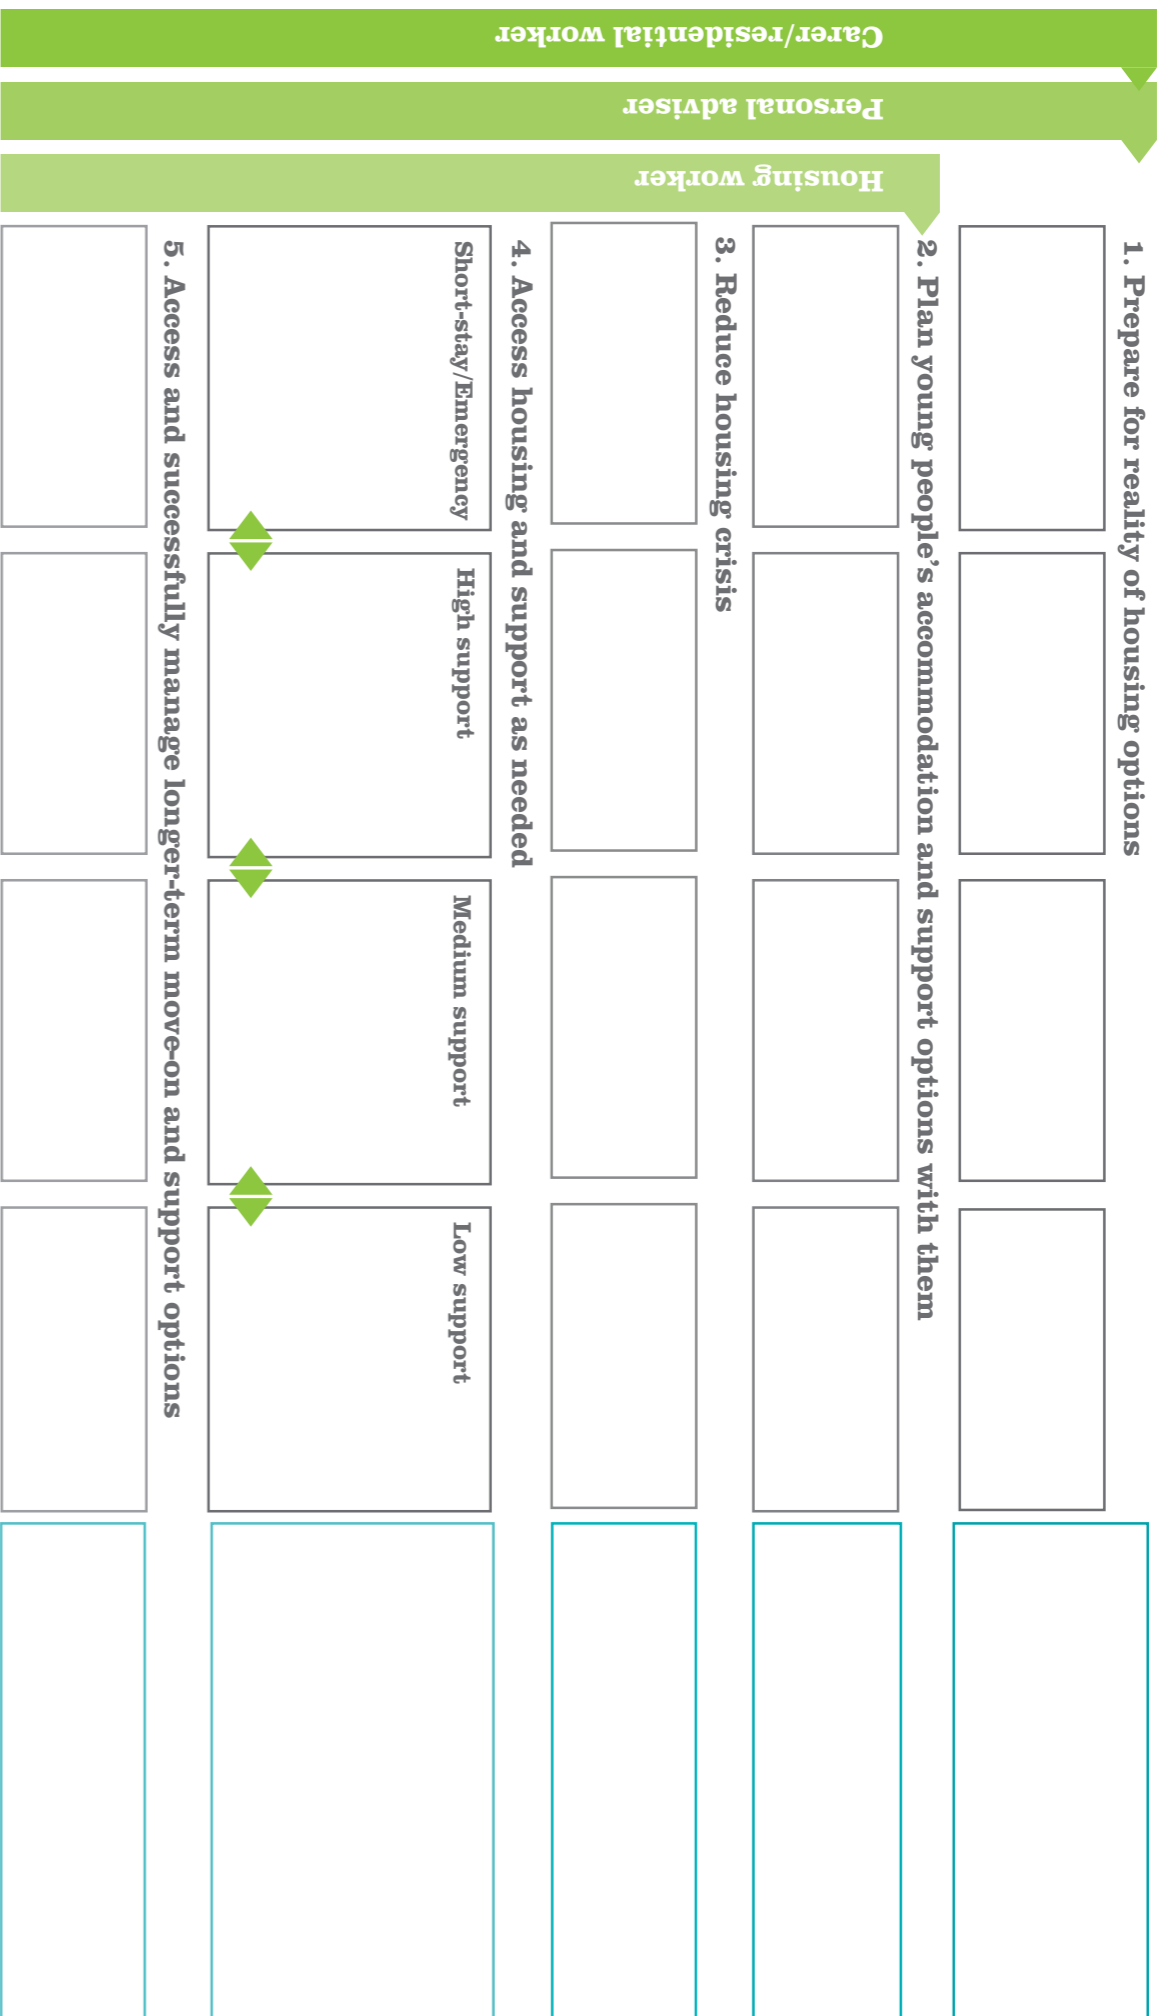 Carer/residential worker
Personal adviser
Housing worker
1. Prepare for reality of housing options
2. Plan young people’s accommodation and support options with them
3. Reduce housing crisis
4. Access housing and support as needed
Short-stay/Emergency
High support
Medium support
Low support
5. Access and successfully manage longer-term move-on and support options